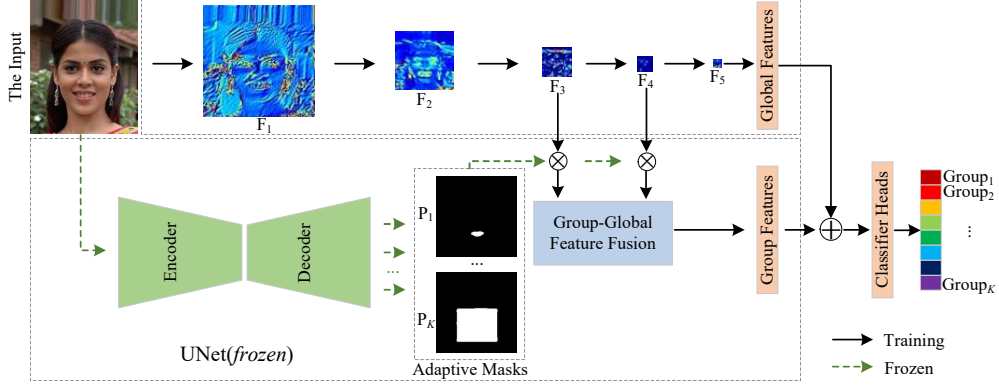 The Input
F1
F2
F3
F4
F5
Global Features
Encoder
Decoder
P1
...
...
PK
Adaptive Masks
UNet(frozen)
Group-Global
Feature Fusion
Group Features
Classifier Heads
Group1
Group2
...
GroupK
Training
Frozen